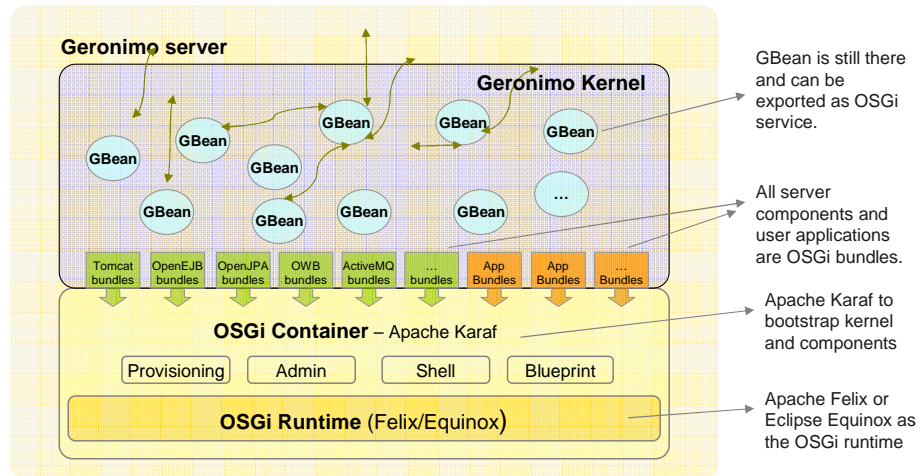 Geronimo server
Geronimo Kernel
GBean
GBean
GBean
GBean
GBean
GBean
GBean
GBean
GBean
GBean
...
Tomcat
bundles
OpenEJB
bundles
OpenJPA
bundles
OWB
bundles
ActiveMQ
bundles
...
bundles
App
Bundles
App
Bundles
...
Bundles
OSGi Container – Apache Karaf
Provisioning
Admin
Shell
Blueprint
OSGi Runtime (Felix/Equinox)
GBean is still there
and can be
exported as OSGi
service.
All server
components and
user applications
are OSGi bundles.
Apache Karaf to
bootstrap kernel
and components
Apache Felix or
Eclipse Equinox as
the OSGi runtime